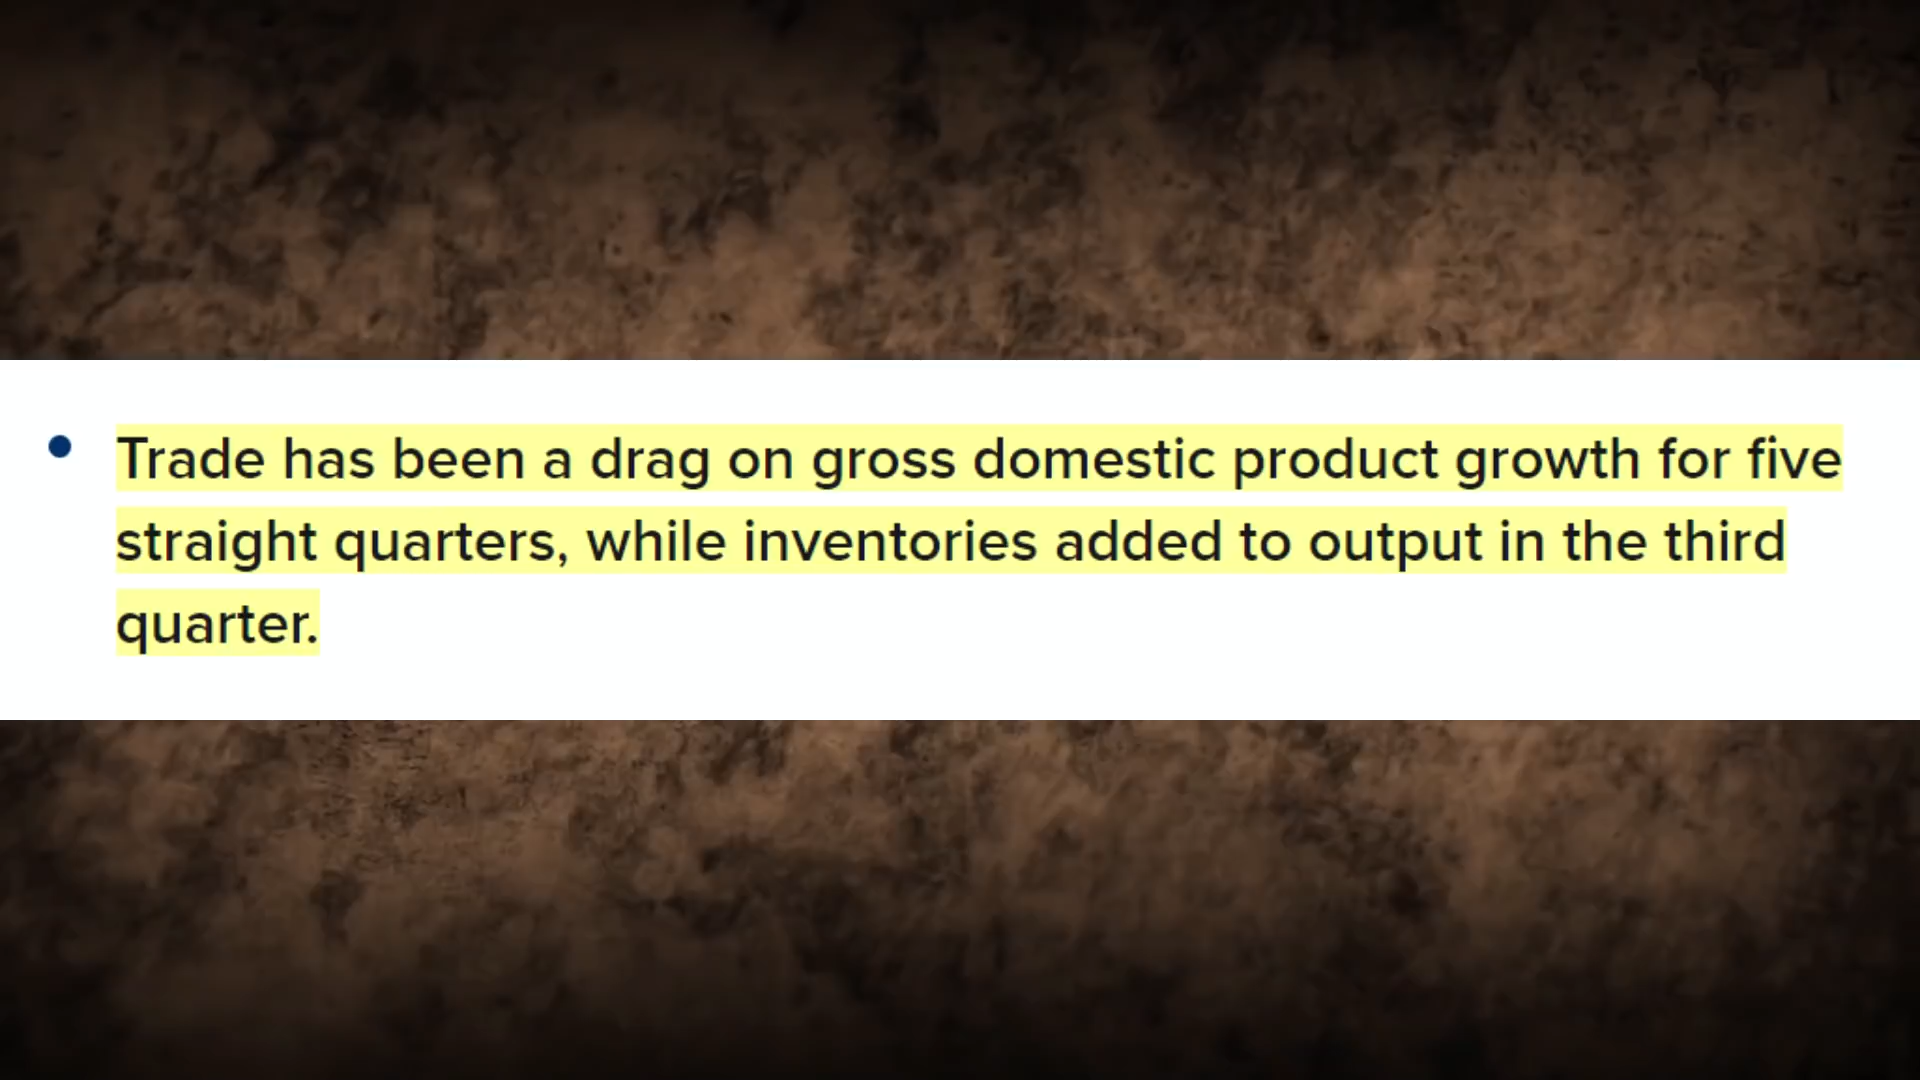 Trade has been a drag on gross domestic product growth for five
straight quarters, while inventories added to output in the third
quarter.